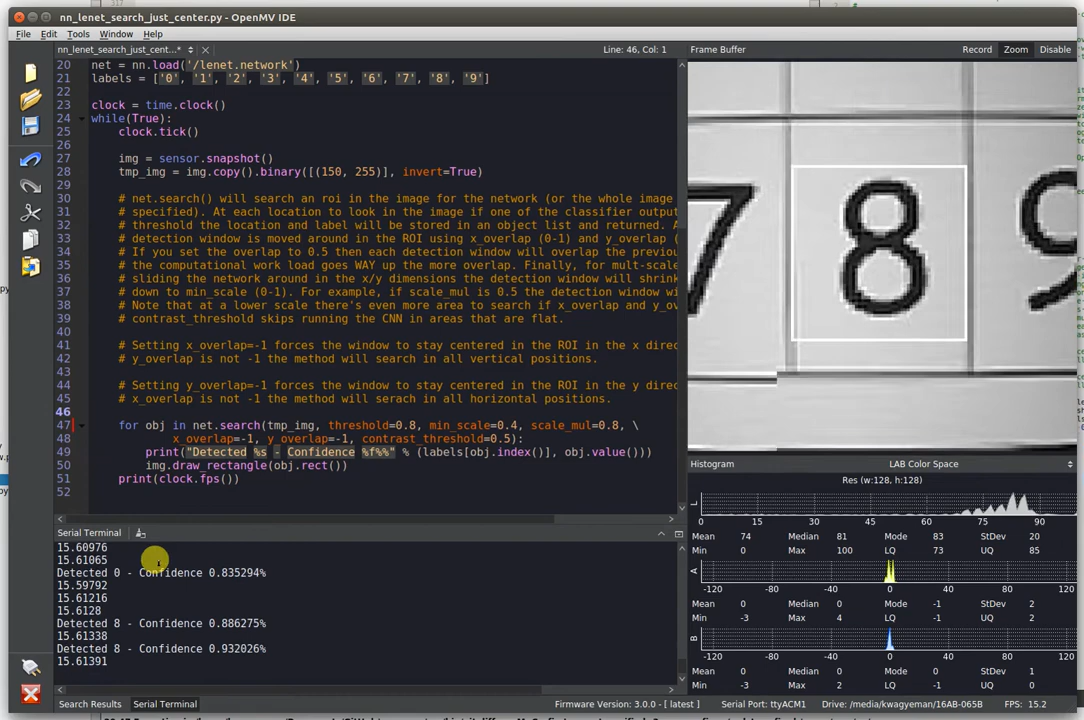 nn_lenet_search_just_center.py - OpenMV IDE
File Edit Tools Window Help
nn_lenet_search_just_cent...* Line: 46, Col: 1 Frame Buffer Record Zoom Disable
20 net = nn.load('/lenet.network')
21 labels = ['0', '1', '2', '3', '4', '5', '6', '7', '8', '9']
22
23 clock = time.clock()
24 while(True):
25 clock.tick()
26
27 img = sensor.snapshot()
28 tmp_img = img.copy().binary([(150, 255)], invert=True)
29
30 # net.search() will search an roi in the image for the network (or the whole image
31 # specified). At each location to look in the image if one of the classifier output
32 # threshold the location and label will be stored in an object list and returned. A
33 # detection window is moved around in the ROI using x_overlap (0-1) and y_overlap (
34 # If you set the overlap to 0.5 then each detection window will overlap the previou
35 # the computational work load goes WAY up the more overlap. Finally, for mult-scale
36 # sliding the network around in the x/y dimensions the detection window will shrink
37 # down to min_scale (0-1). For example, if scale_mul is 0.5 the detection window wi
38 # Note that at a lower scale there's even more area to search if x_overlap and y_ov
39 # contrast_threshold skips running the CNN in areas that are flat.
40
41 # Setting x_overlap=-1 forces the window to stay centered in the ROI in the x direc
42 # y_overlap is not -1 the method will search in all vertical positions.
43
44 # Setting y_overlap=-1 forces the window to stay centered in the ROI in the y direc
45 # x_overlap is not -1 the method will serach in all horizontal positions.
46
47 for obj in net.search(tmp_img, threshold=0.8, min_scale=0.4, scale_mul=0.8, \
48 x_overlap=-1, y_overlap=-1, contrast_threshold=0.5):
49 print("Detected %s - Confidence %f%%" % (labels[obj.index()], obj.value()))
50 img.draw_rectangle(obj.rect())
51 print(clock.fps())
52
7 8 9
Histogram LAB Color Space
Res (w:128, h:128)
L
0 15 30 45 60 75 90
Mean 74 Median 81 Mode 83 StDev 20
Min 0 Max 100 LQ 73 UQ 85
A
-120 -80 -40 0 40 80 120
Mean 0 Median 0 Mode -1 StDev 2
Min -3 Max 4 LQ -1 UQ 2
B
-120 -80 -40 0 40 80 120
Mean 0 Median 0 Mode 0 StDev 1
Min -3 Max 2 LQ -1 UQ 0
Serial Terminal
15.60976
15.61065
Detected 0 - Confidence 0.835294%
15.59792
15.61216
15.6128
Detected 8 - Confidence 0.886275%
15.61338
Detected 8 - Confidence 0.932026%
15.61391
Search Results Serial Terminal Firmware Version: 3.0.0 - [ latest ] Serial Port: ttyACM1 Drive: /media/kwagyeman/16AB-065B FPS: 15.2